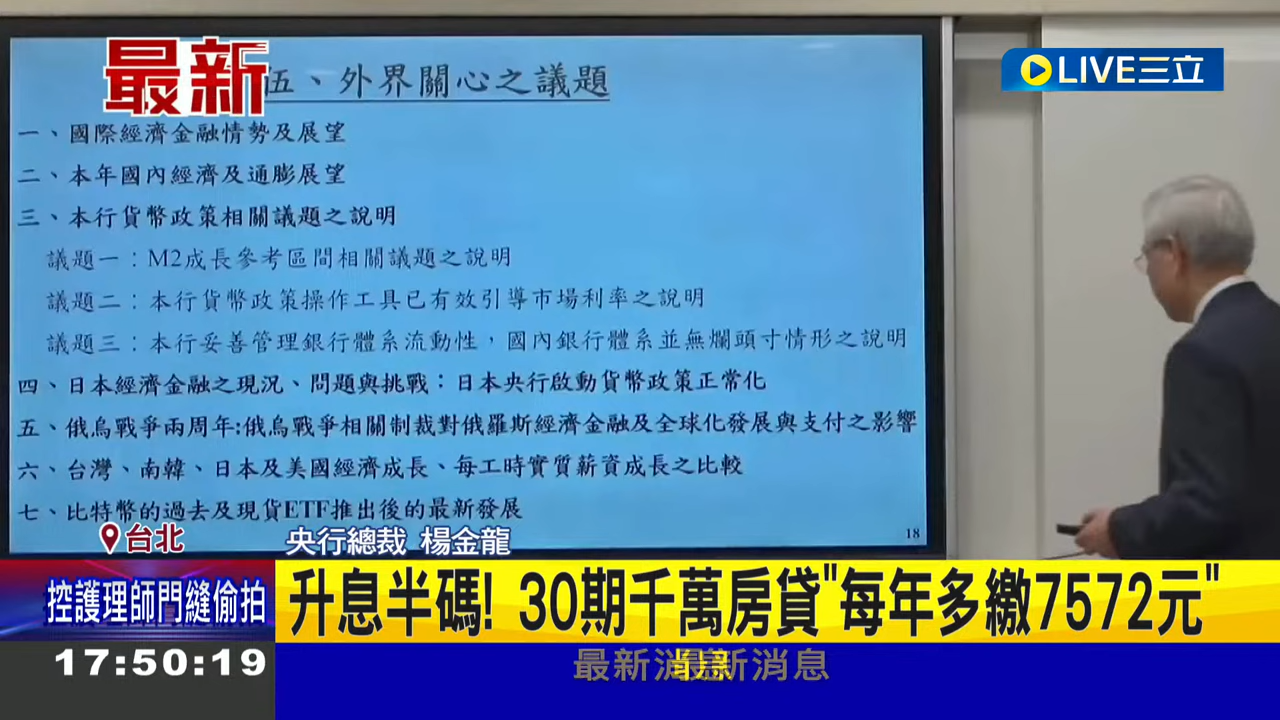 最新
LIVE三立
五、外界關心之議題
一、國際經濟金融情勢及展望
二、本年國內經濟及通膨展望
三、本行貨幣政策相關議題之說明
議題一：M2成長參考區間相關議題之說明
議題二：本行貨幣政策操作工具已有效引導市場利率之說明
議題三：本行妥善管理銀行體系流動性，國內銀行體系並無爛頭寸情形之說明
四、日本經濟金融之現況、問題與挑戰：日本央行啟動貨幣政策正常化
五、俄烏戰爭兩周年:俄烏戰爭相關制裁對俄羅斯經濟金融及全球化發展與支付之影響
六、台灣、南韓、日本及美國經濟成長、每工時實質薪資成長之比較
七、比特幣的過去及現貨ETF推出後的最新發展
18
台北
央行總裁 楊金龍
控護理師門縫偷拍
升息半碼! 30期千萬房貸"每年多繳7572元"
17:50:19
最新消
最新消息